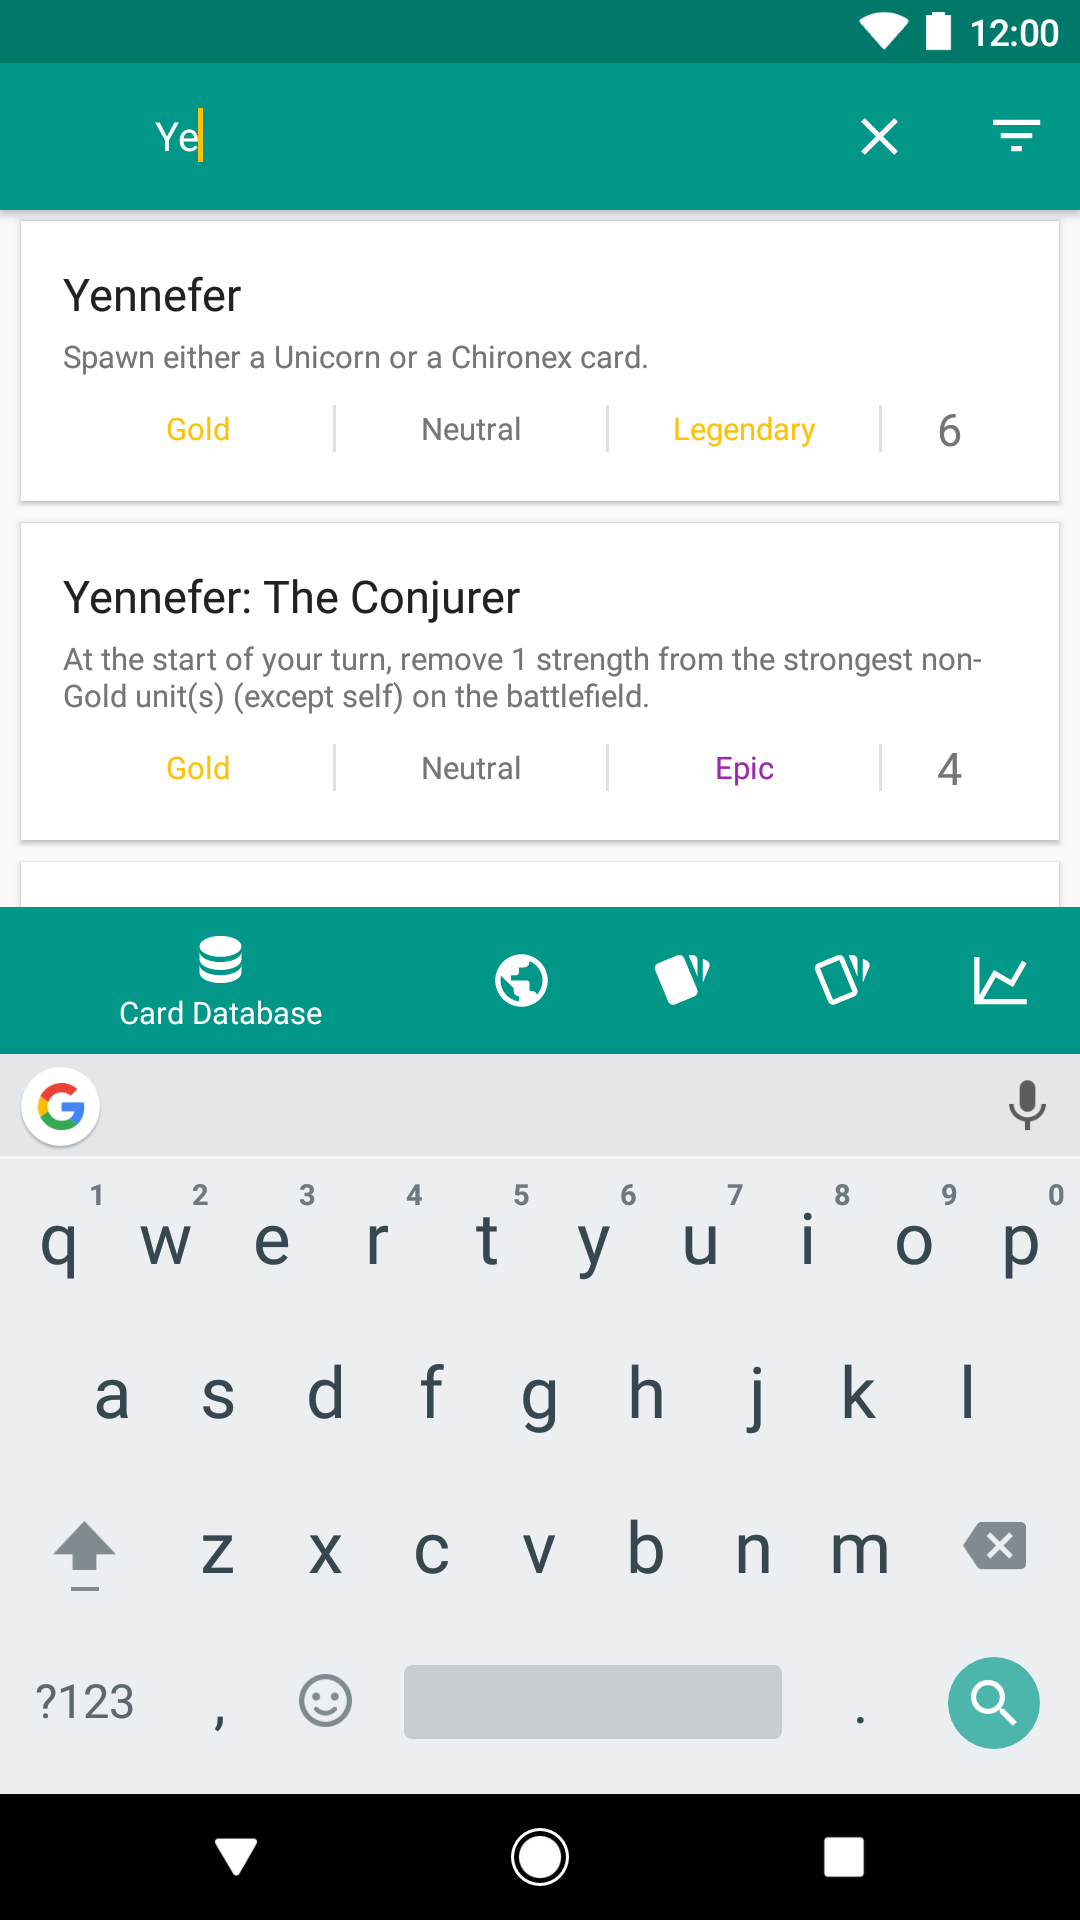 12:00
Ye
Yennefer
Spawn either a Unicorn or a Chironex card.
Gold Neutral Legendary 6
Yennefer: The Conjurer
At the start of your turn, remove 1 strength from the strongest non-
Gold unit(s) (except self) on the battlefield.
Gold Neutral Epic 4
Card Database
1 2 3 4 5 6 7 8 9 0
q w e r t y u i o p
a s d f g h j k l
z x c v b n m
?123 , .